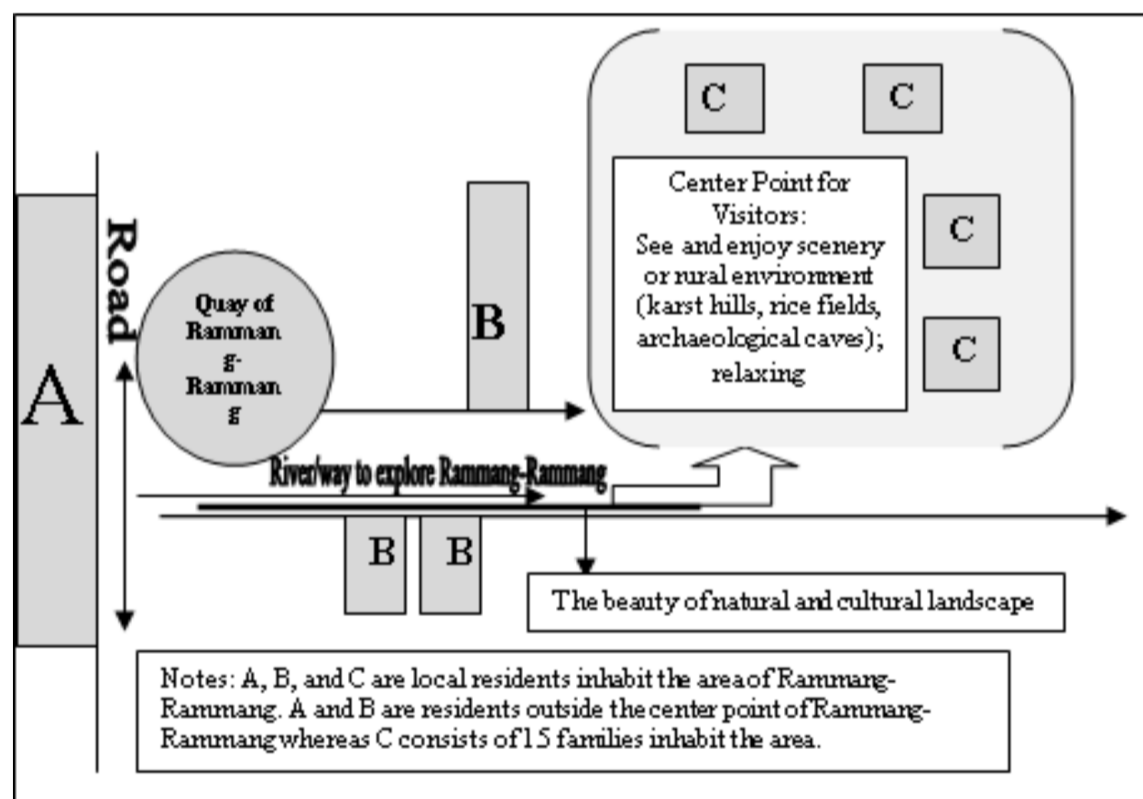 C
C
Center Point for
Visitors:
See and enjoy scenery
or rural environment
(karst hills, rice fields,
archaeological caves);
relaxing
C
C
Road
A
Quay of
Ramman
g-
Ramman
g
B
River/way to explore Rammang-Rammang
B
B
The beauty of natural and cultural landscape
Notes: A, B, and C are local residents inhabit the area of Rammang-
Rammang. A and B are residents outside the center point of Rammang-
Rammang whereas C consists of 15 families inhabit the area.